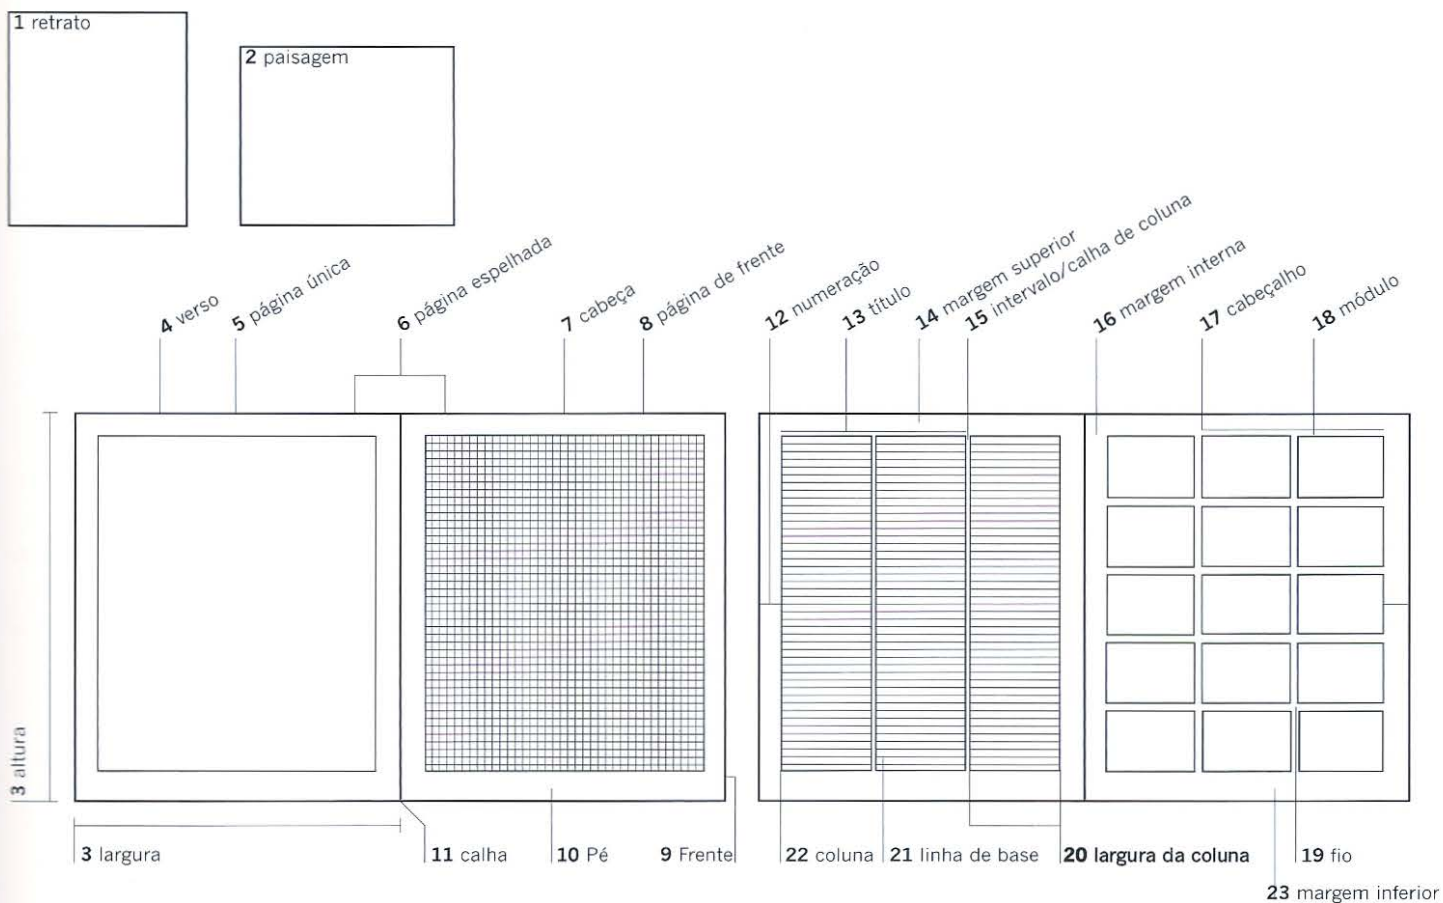 1 retrato
2 paisagem
4 verso
5 página única
6 página espelhada
7 cabeça
8 página de frente
12 numeração
13 título
14 margem superior
15 intervalo/calha de coluna
16 margem interna
17 cabeçalho
18 módulo
3 altura
3 largura
11 calha
10 Pé
9 Frente
22 coluna
21 linha de base
20 largura da coluna
19 fio
23 margem inferior